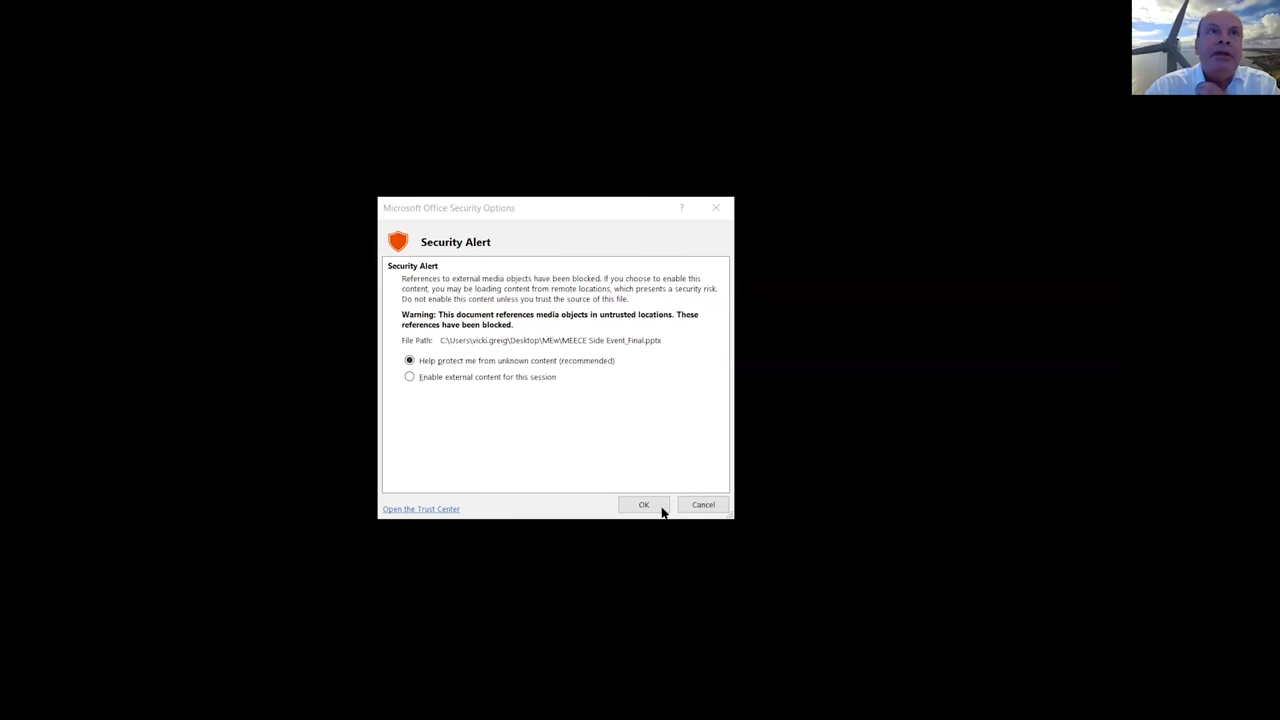 Microsoft Office Security Options
?
Security Alert
Security Alert
References to external media objects have been blocked. If you choose to enable this
content, you may be loading content from remote locations, which presents a security risk.
Do not enable this content unless you trust the source of this file.
Warning: This document references media objects in untrusted locations. These
references have been blocked.
File Path: C:\Users\vicki.greig\Desktop\MEw\MEECE Side Event_Final.pptx
Help protect me from unknown content (recommended)
Enable external content for this session
Open the Trust Center
OK
Cancel